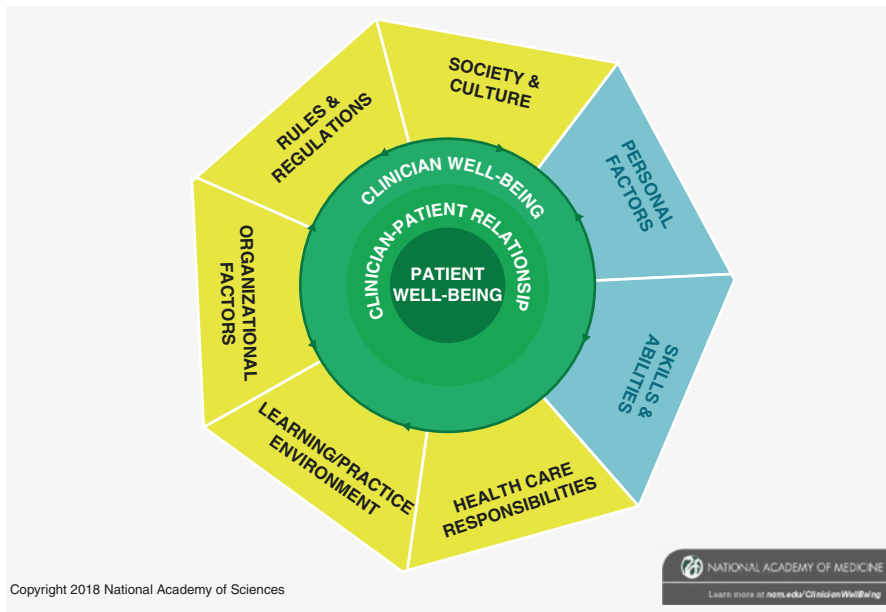 SOCIETY &
CULTURE
RULES &
REGULATIONS
PERSONAL
FACTORS
CLINICIAN WELL-BEING
CLINICIAN-PATIENT RELATIONSIP
PATIENT
WELL-BEING
ORGANIZATIONAL
FACTORS
SKILLS &
ABILITIES
LEARNING/PRACTICE
ENVIRONMENT
HEALTH CARE
RESPONSIBILITIES
NATIONAL ACADEMY OF MEDICINE
Learn more at nam.edu/ClinicianWellBeing
Copyright 2018 National Academy of Sciences